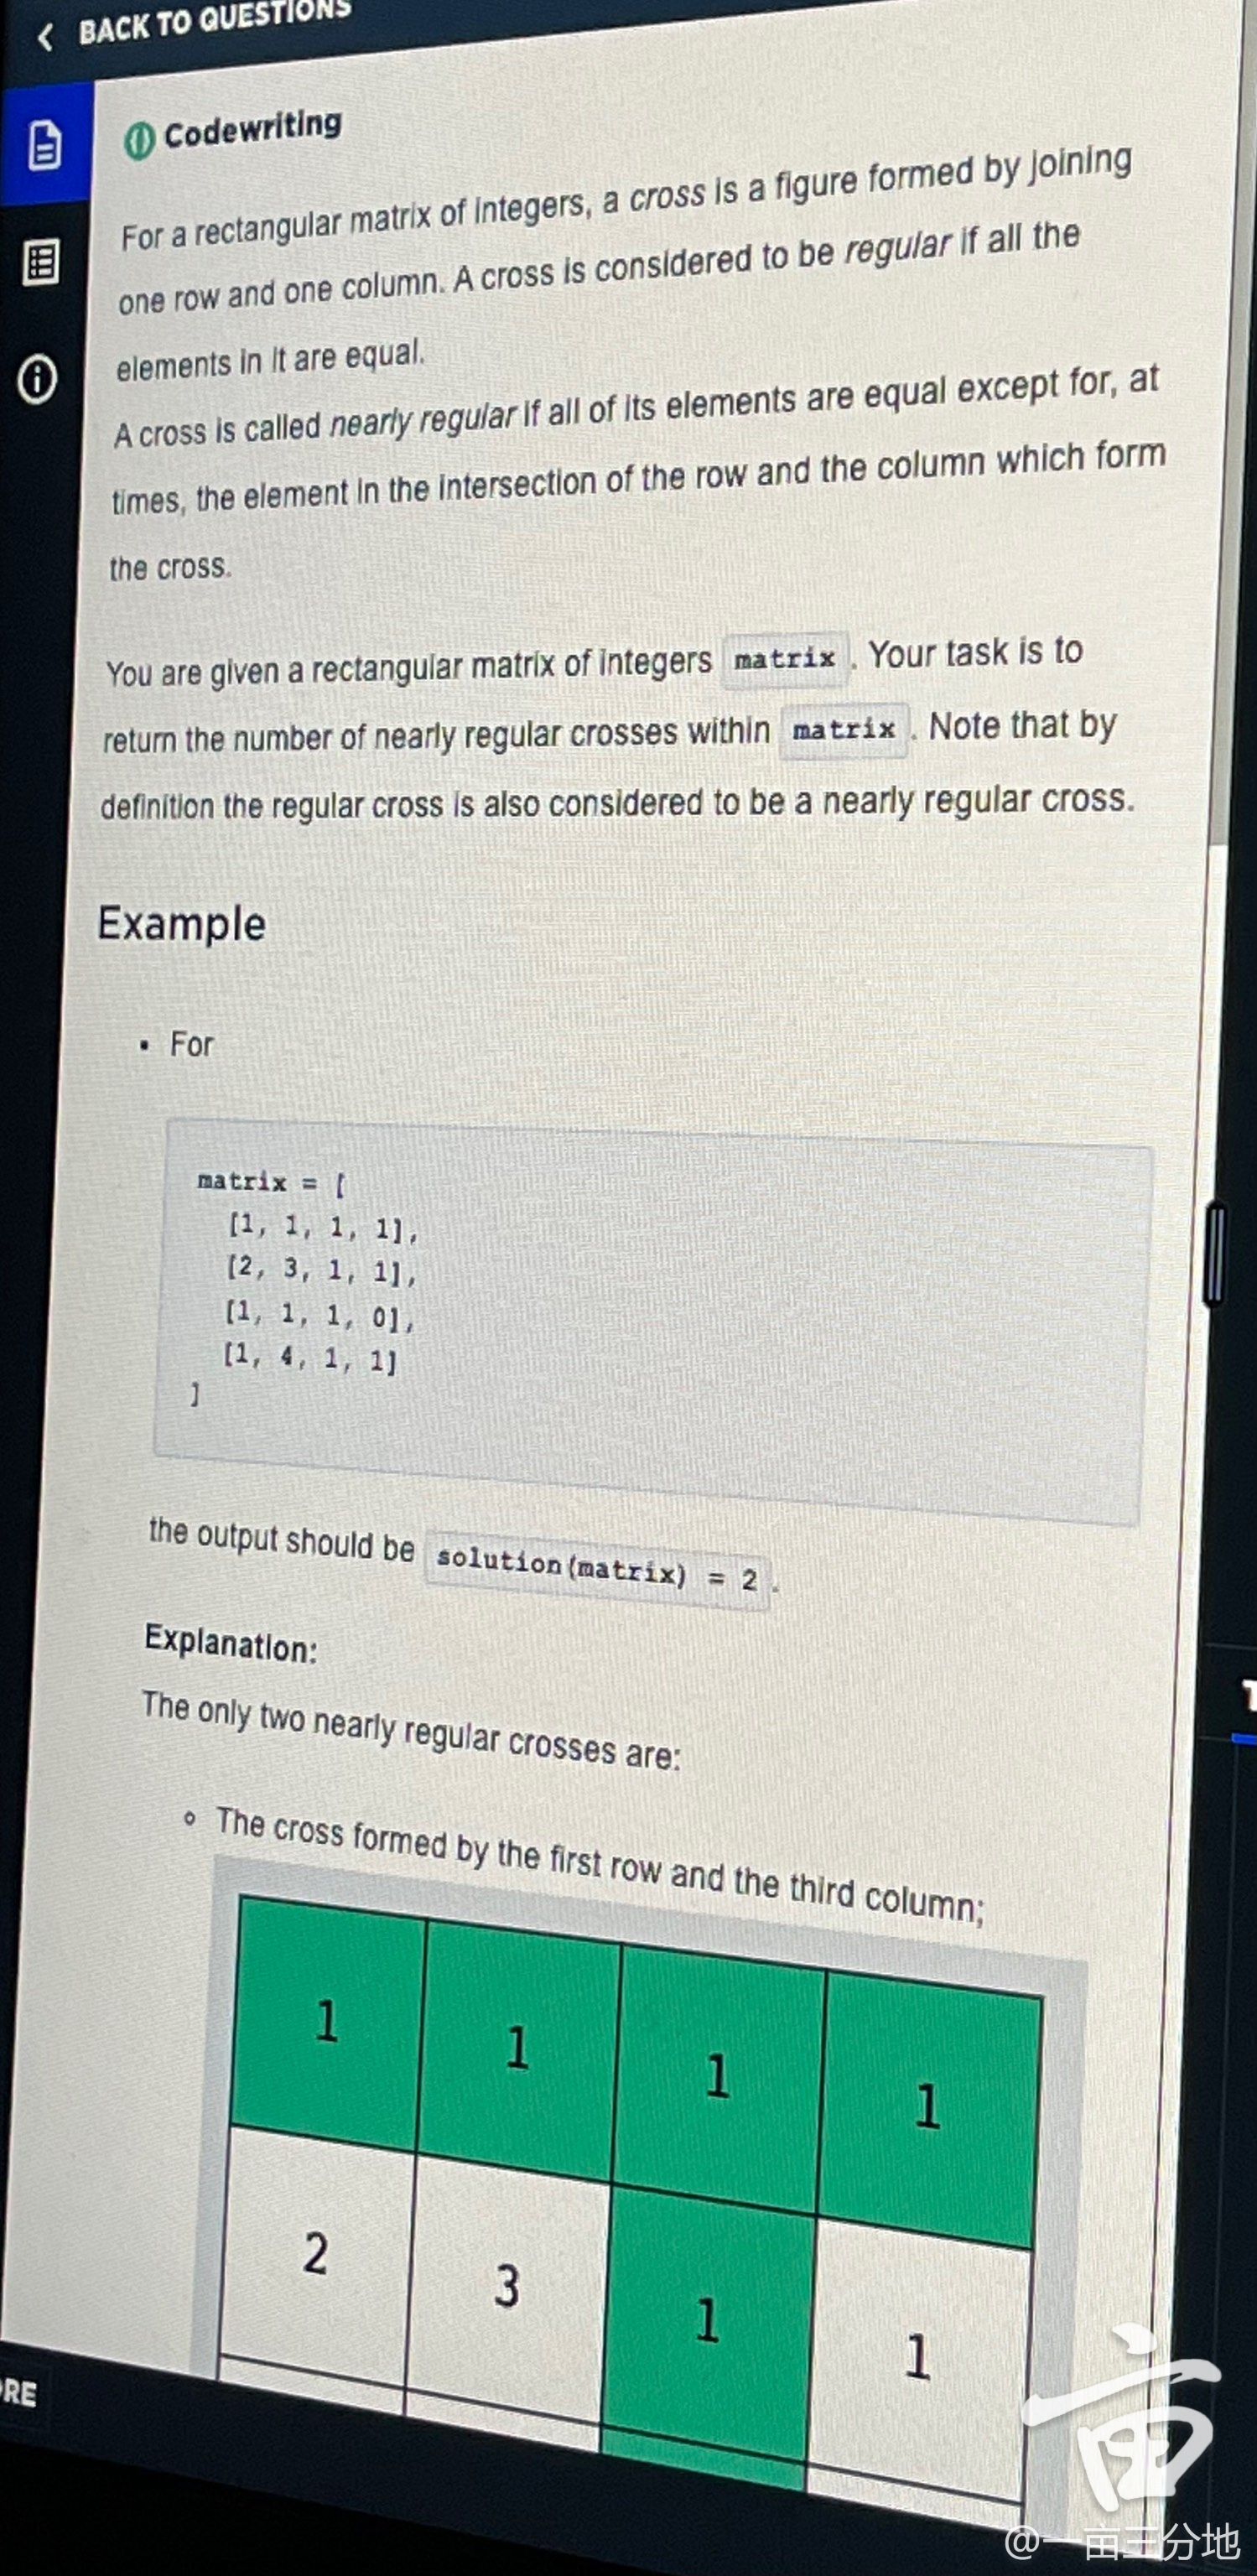 BACK TO QUESTIONS
Codewriting
For a rectangular matrix of integers, a cross is a figure formed by joining
one row and one column. A cross is considered to be regular if all the
elements in it are equal.
A cross is called nearly regular if all of its elements are equal except for, at
times, the element in the intersection of the row and the column which form
the cross.
You are given a rectangular matrix of integers matrix. Your task is to
return the number of nearly regular crosses within matrix. Note that by
definition the regular cross is also considered to be a nearly regular cross.
Example
• For
matrix = [
[1, 1, 1, 1],
[2, 3, 1, 1],
[1, 1, 1, 0],
[1, 4, 1, 1]
]
the output should be solution(matrix) = 2.
Explanation:
The only two nearly regular crosses are:
The cross formed by the first row and the third column;
1 1 1 1
2 3 1 1
RE
亩
@一亩三分地